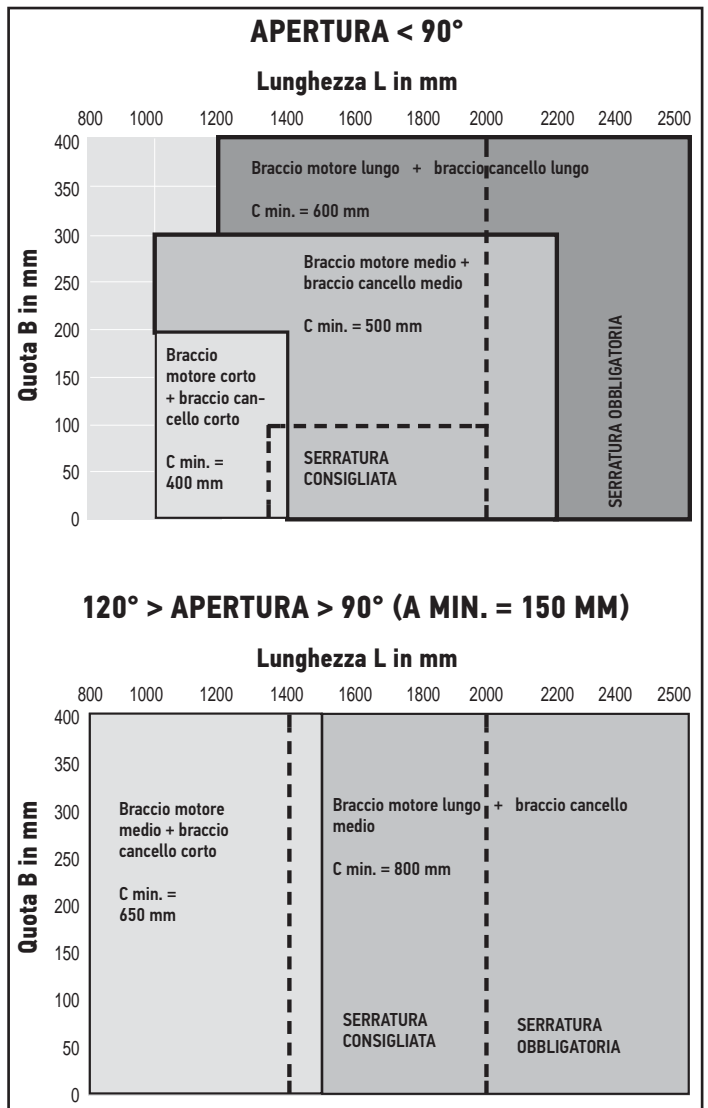 APERTURA < 90°
Lunghezza L in mm
800 1000 1200 1400 1600 1800 2000 2200 2400 2500
Quota B in mm
400
350
300
250
200
150
100
50
0
Braccio motore lungo + braccio cancello lungo
C min. = 600 mm
Braccio motore medio +
braccio cancello medio
C min. = 500 mm
Braccio
motore corto
+ braccio can-
cello corto
C min. =
400 mm
SERRATURA
CONSIGLIATA
SERRATURA OBBLIGATORIA
120° > APERTURA > 90° (A MIN. = 150 MM)
Lunghezza L in mm
800 1000 1200 1400 1600 1800 2000 2200 2400 2500
Quota B in mm
400
350
300
250
200
150
100
50
0
Braccio motore
medio + braccio
cancello corto
C min. =
650 mm
Braccio motore lungo + braccio cancello
medio
C min. = 800 mm
SERRATURA
CONSIGLIATA
SERRATURA
OBBLIGATORIA